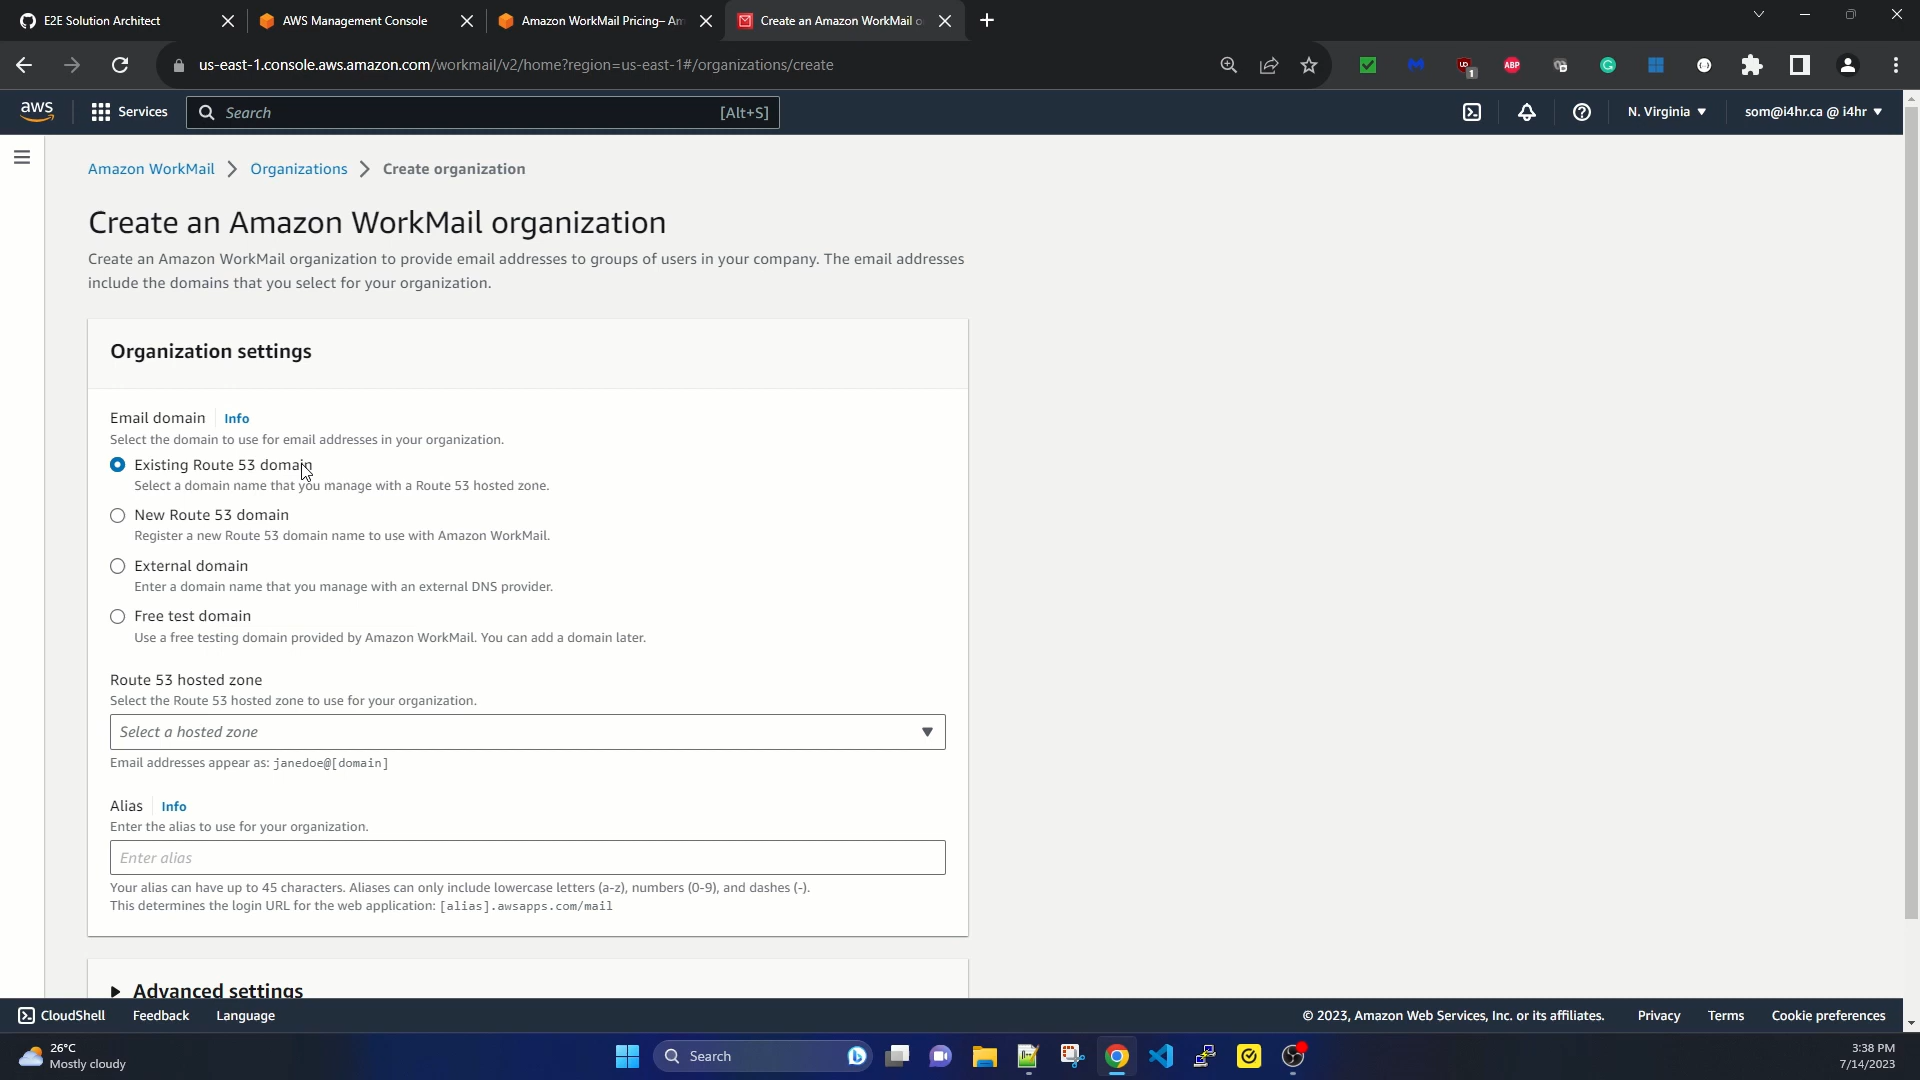 E2E Solution Architect
AWS Management Console
Amazon WorkMail Pricing– Am
Create an Amazon WorkMail o
us-east-1.console.aws.amazon.com/workmail/v2/home?region=us-east-1#/organizations/create
1
ABP
aws
Services
Search
[Alt+S]
N. Virginia
som@i4hr.ca @ i4hr
Amazon WorkMail
Organizations
Create organization
Create an Amazon WorkMail organization
Create an Amazon WorkMail organization to provide email addresses to groups of users in your company. The email addresses
include the domains that you select for your organization.
Organization settings
Email domain
Info
Select the domain to use for email addresses in your organization.
Existing Route 53 domain
Select a domain name that you manage with a Route 53 hosted zone.
New Route 53 domain
Register a new Route 53 domain name to use with Amazon WorkMail.
External domain
Enter a domain name that you manage with an external DNS provider.
Free test domain
Use a free testing domain provided by Amazon WorkMail. You can add a domain later.
Route 53 hosted zone
Select the Route 53 hosted zone to use for your organization.
Select a hosted zone
Email addresses appear as: janedoe@[domain]
Alias
Info
Enter the alias to use for your organization.
Enter alias
Your alias can have up to 45 characters. Aliases can only include lowercase letters (a-z), numbers (0-9), and dashes (-).
This determines the login URL for the web application: [alias].awsapps.com/mail
Advanced settings
CloudShell
Feedback
Language
© 2023, Amazon Web Services, Inc. or its affiliates.
Privacy
Terms
Cookie preferences
26°C
Mostly cloudy
Search
3:38 PM
7/14/2023